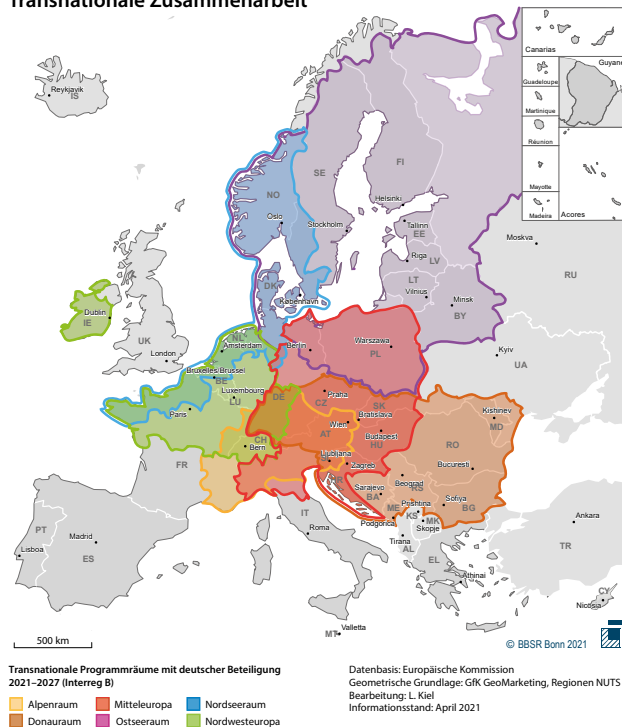 Transnationale Zusammenarbeit
Canarias
Guadeloupe
Guyane
Martinique
Réunion
Mayotte
Madeira
Acores
Reykjavik
IS
NO
SE
FI
Oslo
Stockholm
Helsinki
Tallinn
EE
Riga
LV
LT
Vilnius
Moskva
RU
Minsk
BY
DK
København
Dublin
IE
UK
London
NL
Amsterdam
Berlin
Warszawa
PL
Kyiv
UA
Bruxelles/Brussel
BE
Luxembourg
LU
DE
Praha
CZ
Paris
SK
Bratislava
Wien
AT
Budapest
HU
Kishinev
MD
CH
Bern
FR
Ljubljana
Zagreb
HR
RO
Bucuresti
Beograd
RS
Sarajevo
BA
Prishtina
KS
Sofiya
BG
ME
Podgorica
MK
Skopje
Tirana
AL
IT
Roma
PT
Lisboa
Madrid
ES
EL
Athinai
Ankara
TR
CY
Nicosia
Valletta
MT
500 km
© BBSR Bonn 2021
Transnationale Programmräume mit deutscher Beteiligung
2021–2027 (Interreg B)
Alpenraum
Mitteleuropa
Nordseeraum
Donauraum
Ostseeraum
Nordwesteuropa
Datenbasis: Europäische Kommission
Geometrische Grundlage: GfK GeoMarketing, Regionen NUTS
Bearbeitung: L. Kiel
Informationsstand: April 2021